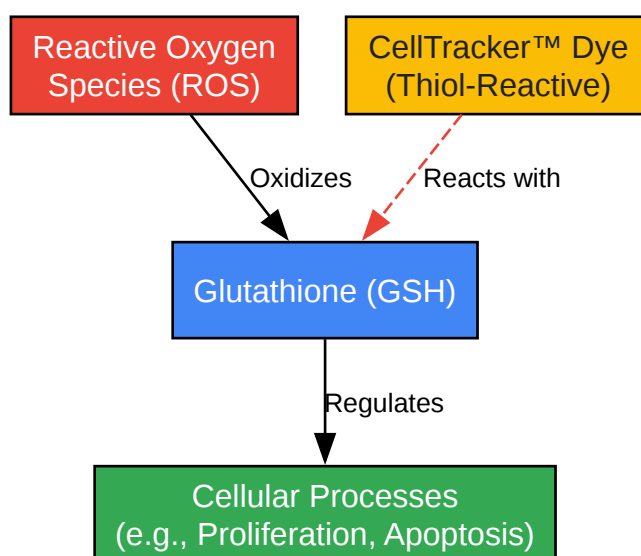 Reactive Oxygen
Species (ROS)
CellTracker™ Dye
(Thiol-Reactive)
Oxidizes
Reacts with
Glutathione (GSH)
Regulates
Cellular Processes
(e.g., Proliferation, Apoptosis)